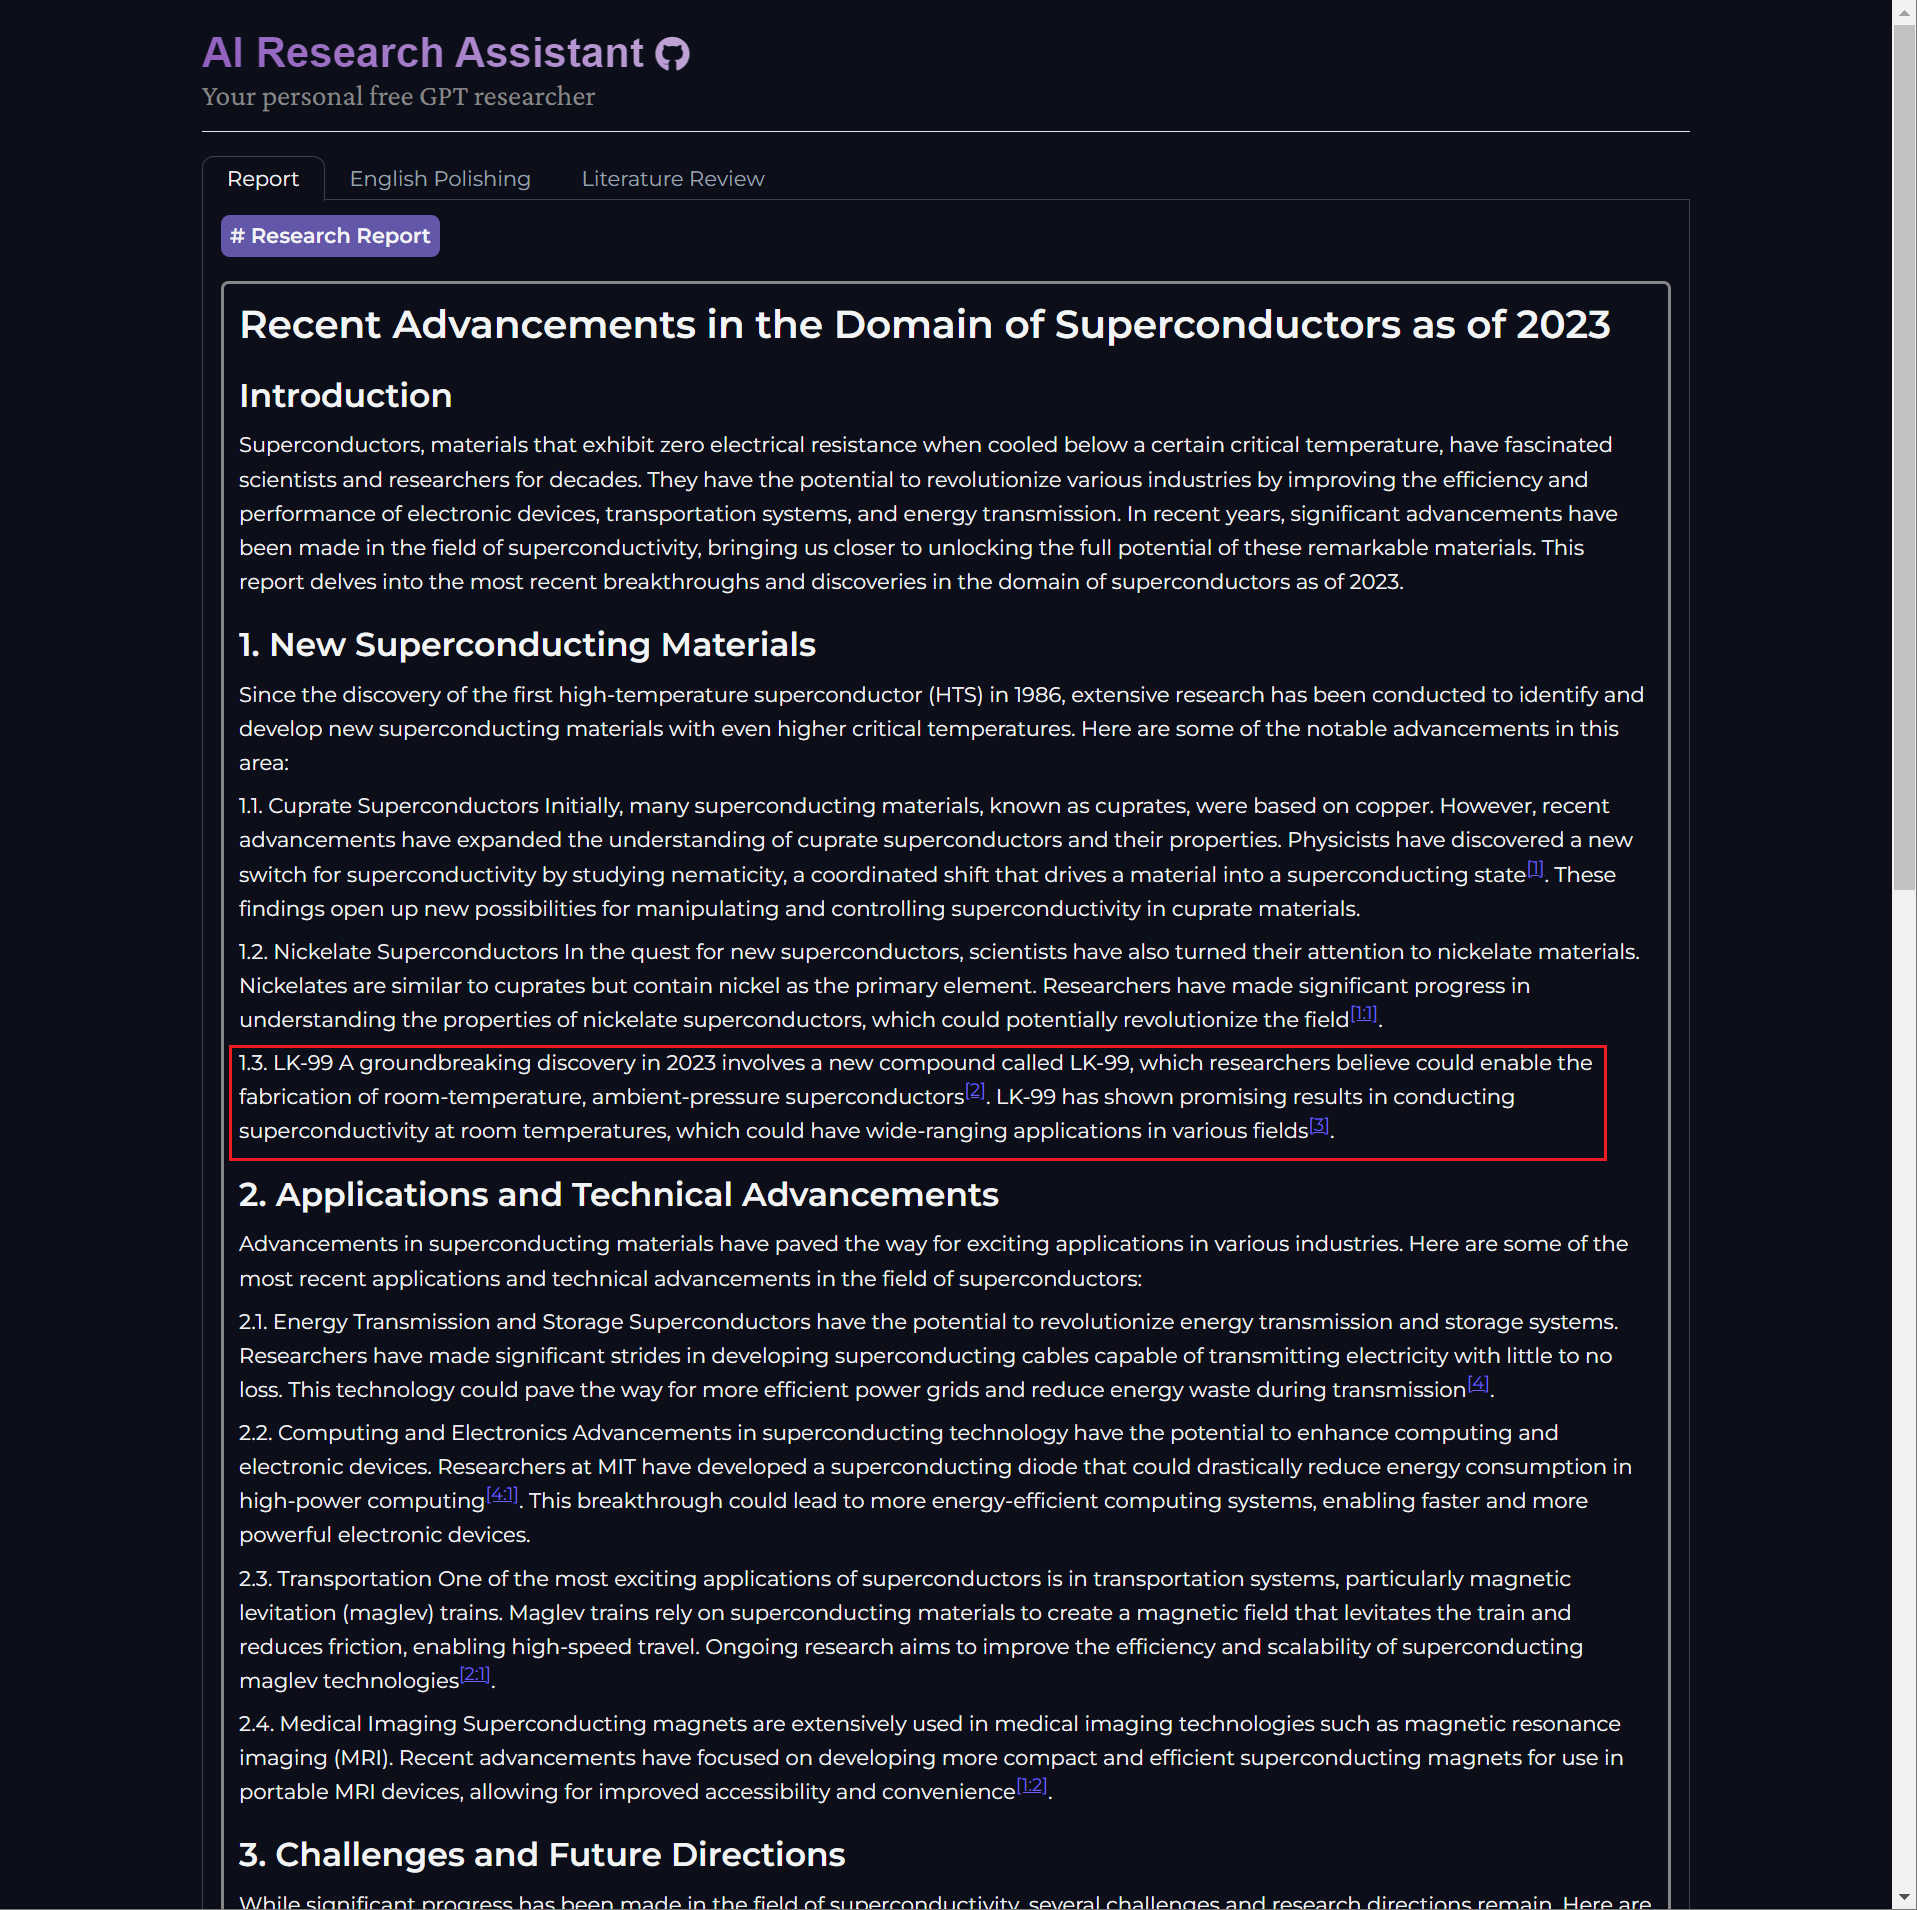 AI Research Assistant
Your personal free GPT researcher
Report English Polishing Literature Review
# Research Report
Recent Advancements in the Domain of Superconductors as of 2023
Introduction
Superconductors, materials that exhibit zero electrical resistance when cooled below a certain critical temperature, have fascinated
scientists and researchers for decades. They have the potential to revolutionize various industries by improving the efficiency and
performance of electronic devices, transportation systems, and energy transmission. In recent years, significant advancements have
been made in the field of superconductivity, bringing us closer to unlocking the full potential of these remarkable materials. This
report delves into the most recent breakthroughs and discoveries in the domain of superconductors as of 2023.
1. New Superconducting Materials
Since the discovery of the first high-temperature superconductor (HTS) in 1986, extensive research has been conducted to identify and
develop new superconducting materials with even higher critical temperatures. Here are some of the notable advancements in this
area:
1.1. Cuprate Superconductors Initially, many superconducting materials, known as cuprates, were based on copper. However, recent
advancements have expanded the understanding of cuprate superconductors and their properties. Physicists have discovered a new
switch for superconductivity by studying nematicity, a coordinated shift that drives a material into a superconducting state[1]. These
findings open up new possibilities for manipulating and controlling superconductivity in cuprate materials.
1.2. Nickelate Superconductors In the quest for new superconductors, scientists have also turned their attention to nickelate materials.
Nickelates are similar to cuprates but contain nickel as the primary element. Researchers have made significant progress in
understanding the properties of nickelate superconductors, which could potentially revolutionize the field[1:1].
1.3. LK-99 A groundbreaking discovery in 2023 involves a new compound called LK-99, which researchers believe could enable the
fabrication of room-temperature, ambient-pressure superconductors[2]. LK-99 has shown promising results in conducting
superconductivity at room temperatures, which could have wide-ranging applications in various fields[3].
2. Applications and Technical Advancements
Advancements in superconducting materials have paved the way for exciting applications in various industries. Here are some of the
most recent applications and technical advancements in the field of superconductors:
2.1. Energy Transmission and Storage Superconductors have the potential to revolutionize energy transmission and storage systems.
Researchers have made significant strides in developing superconducting cables capable of transmitting electricity with little to no
loss. This technology could pave the way for more efficient power grids and reduce energy waste during transmission[4].
2.2. Computing and Electronics Advancements in superconducting technology have the potential to enhance computing and
electronic devices. Researchers at MIT have developed a superconducting diode that could drastically reduce energy consumption in
high-power computing[4:1]. This breakthrough could lead to more energy-efficient computing systems, enabling faster and more
powerful electronic devices.
2.3. Transportation One of the most exciting applications of superconductors is in transportation systems, particularly magnetic
levitation (maglev) trains. Maglev trains rely on superconducting materials to create a magnetic field that levitates the train and
reduces friction, enabling high-speed travel. Ongoing research aims to improve the efficiency and scalability of superconducting
maglev technologies[2:1].
2.4. Medical Imaging Superconducting magnets are extensively used in medical imaging technologies such as magnetic resonance
imaging (MRI). Recent advancements have focused on developing more compact and efficient superconducting magnets for use in
portable MRI devices, allowing for improved accessibility and convenience[1:2].
3. Challenges and Future Directions
While significant progress has been made in the field of superconductivity, several challenges and research directions remain. Here are